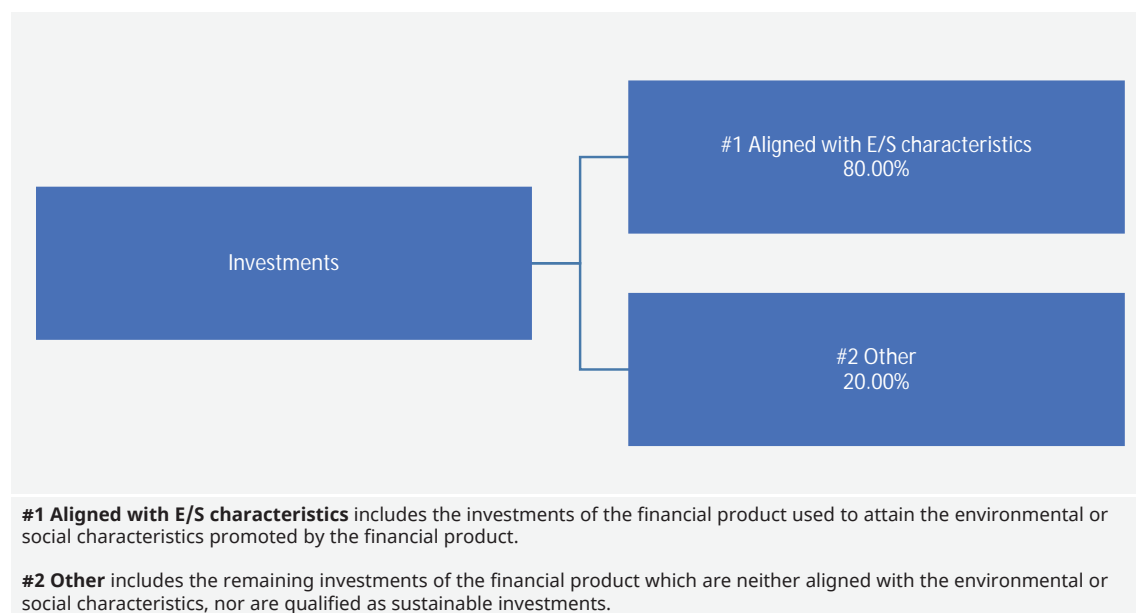 #1 Aligned with E/S characteristics
80.00%
Investments
#2 Other
20.00%
#1 Aligned with E/S characteristics includes the investments of the financial product used to attain the environmental or
social characteristics promoted by the financial product.
#2 Other includes the remaining investments of the financial product which are neither aligned with the environmental or
social characteristics, nor are qualified as sustainable investments.